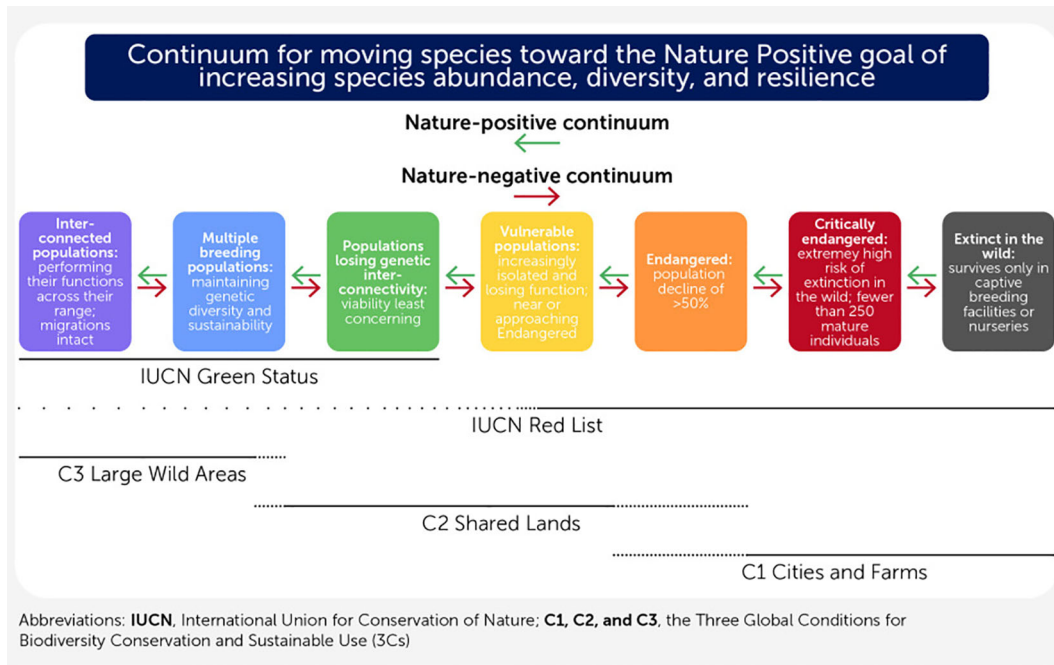 Continuum for moving species toward the Nature Positive goal of
increasing species abundance, diversity, and resilience
Nature-positive continuum
Nature-negative continuum
Inter-
connected
populations:
performing
their functions
across their
range;
migrations
intact
Multiple
breeding
populations:
maintaining
genetic
diversity and
sustainability
Populations
losing genetic
inter-
connectivity:
viability least
concerning
Vulnerable
populations:
increasingly
isolated and
losing function;
near or
approaching
Endangered
Endangered:
population
decline of
>50%
Critically
endangered:
extremey high
risk of
extinction in
the wild; fewer
than 250
mature
individuals
Extinct in the
wild:
survives only in
captive
breeding
facilities or
nurseries
IUCN Green Status
IUCN Red List
C3 Large Wild Areas
C2 Shared Lands
C1 Cities and Farms
Abbreviations: IUCN, International Union for Conservation of Nature; C1, C2, and C3, the Three Global Conditions for
Biodiversity Conservation and Sustainable Use (3Cs)